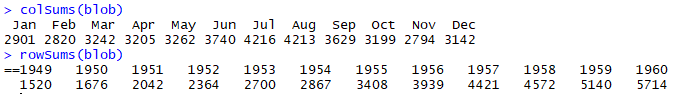 > colSums(blob)
Jan Feb Mar Apr May Jun Jul Aug Sep Oct Nov Dec
2901 2820 3242 3205 3262 3740 4216 4213 3629 3199 2794 3142
> rowSums(blob)
==1949 1950 1951 1952 1953 1954 1955 1956 1957 1958 1959 1960
1520 1676 2042 2364 2700 2867 3408 3939 4421 4572 5140 5714